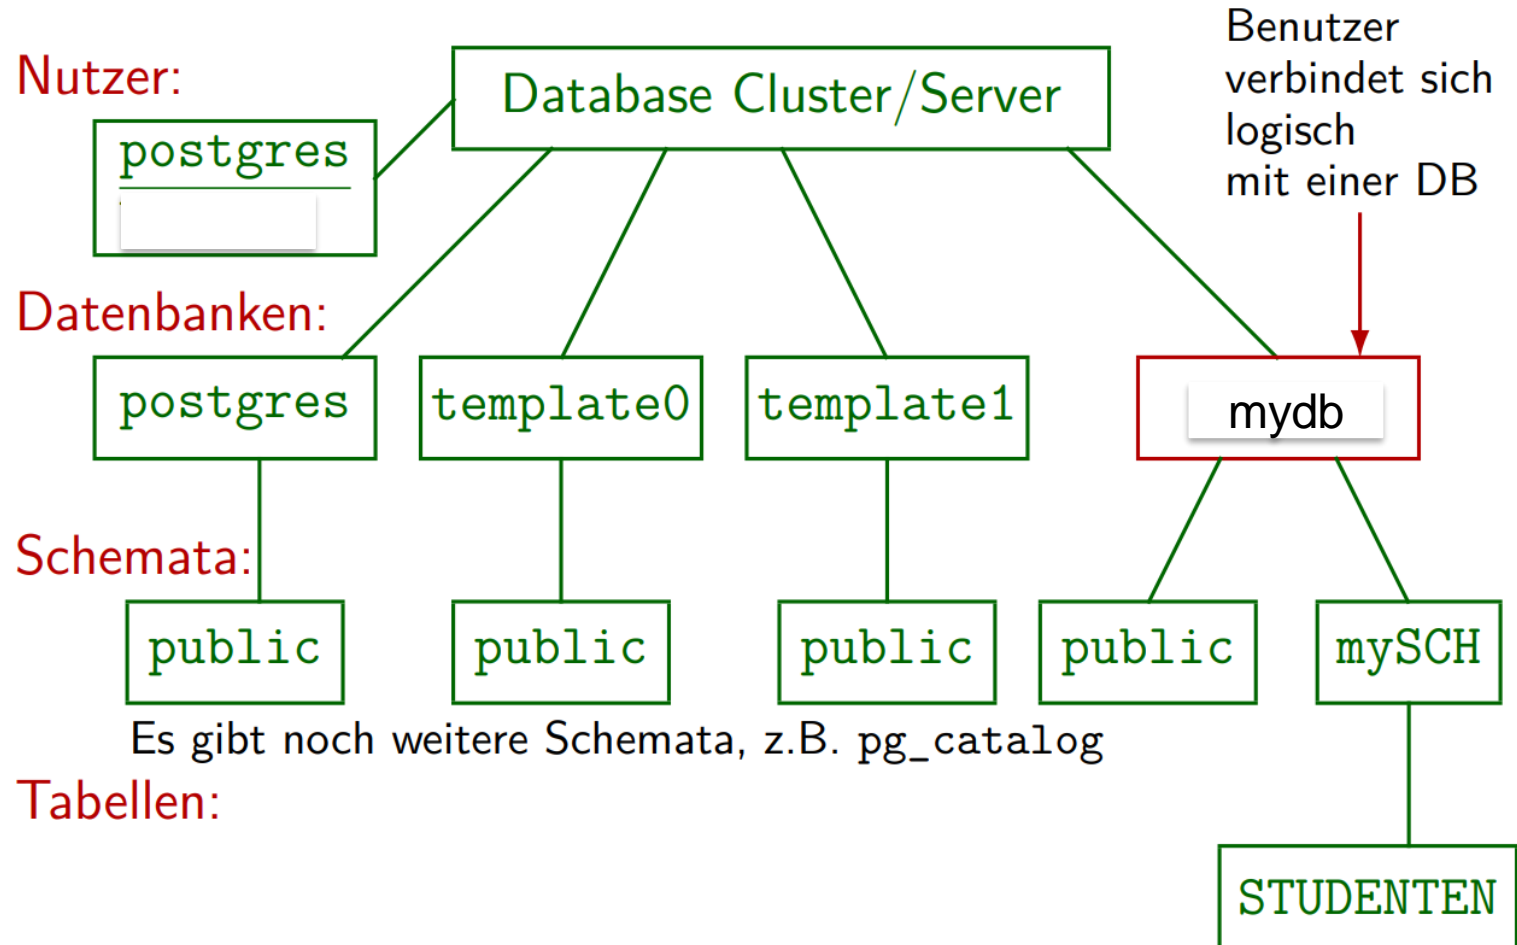 Nutzer:
postgres
Database Cluster/Server
Benutzer
verbindet sich
logisch
mit einer DB
Datenbanken:
postgres
template0
template1
mydb
Schemata:
public
public
public
public
mySCH
Es gibt noch weitere Schemata, z.B. pg_catalog
Tabellen:
STUDENTEN